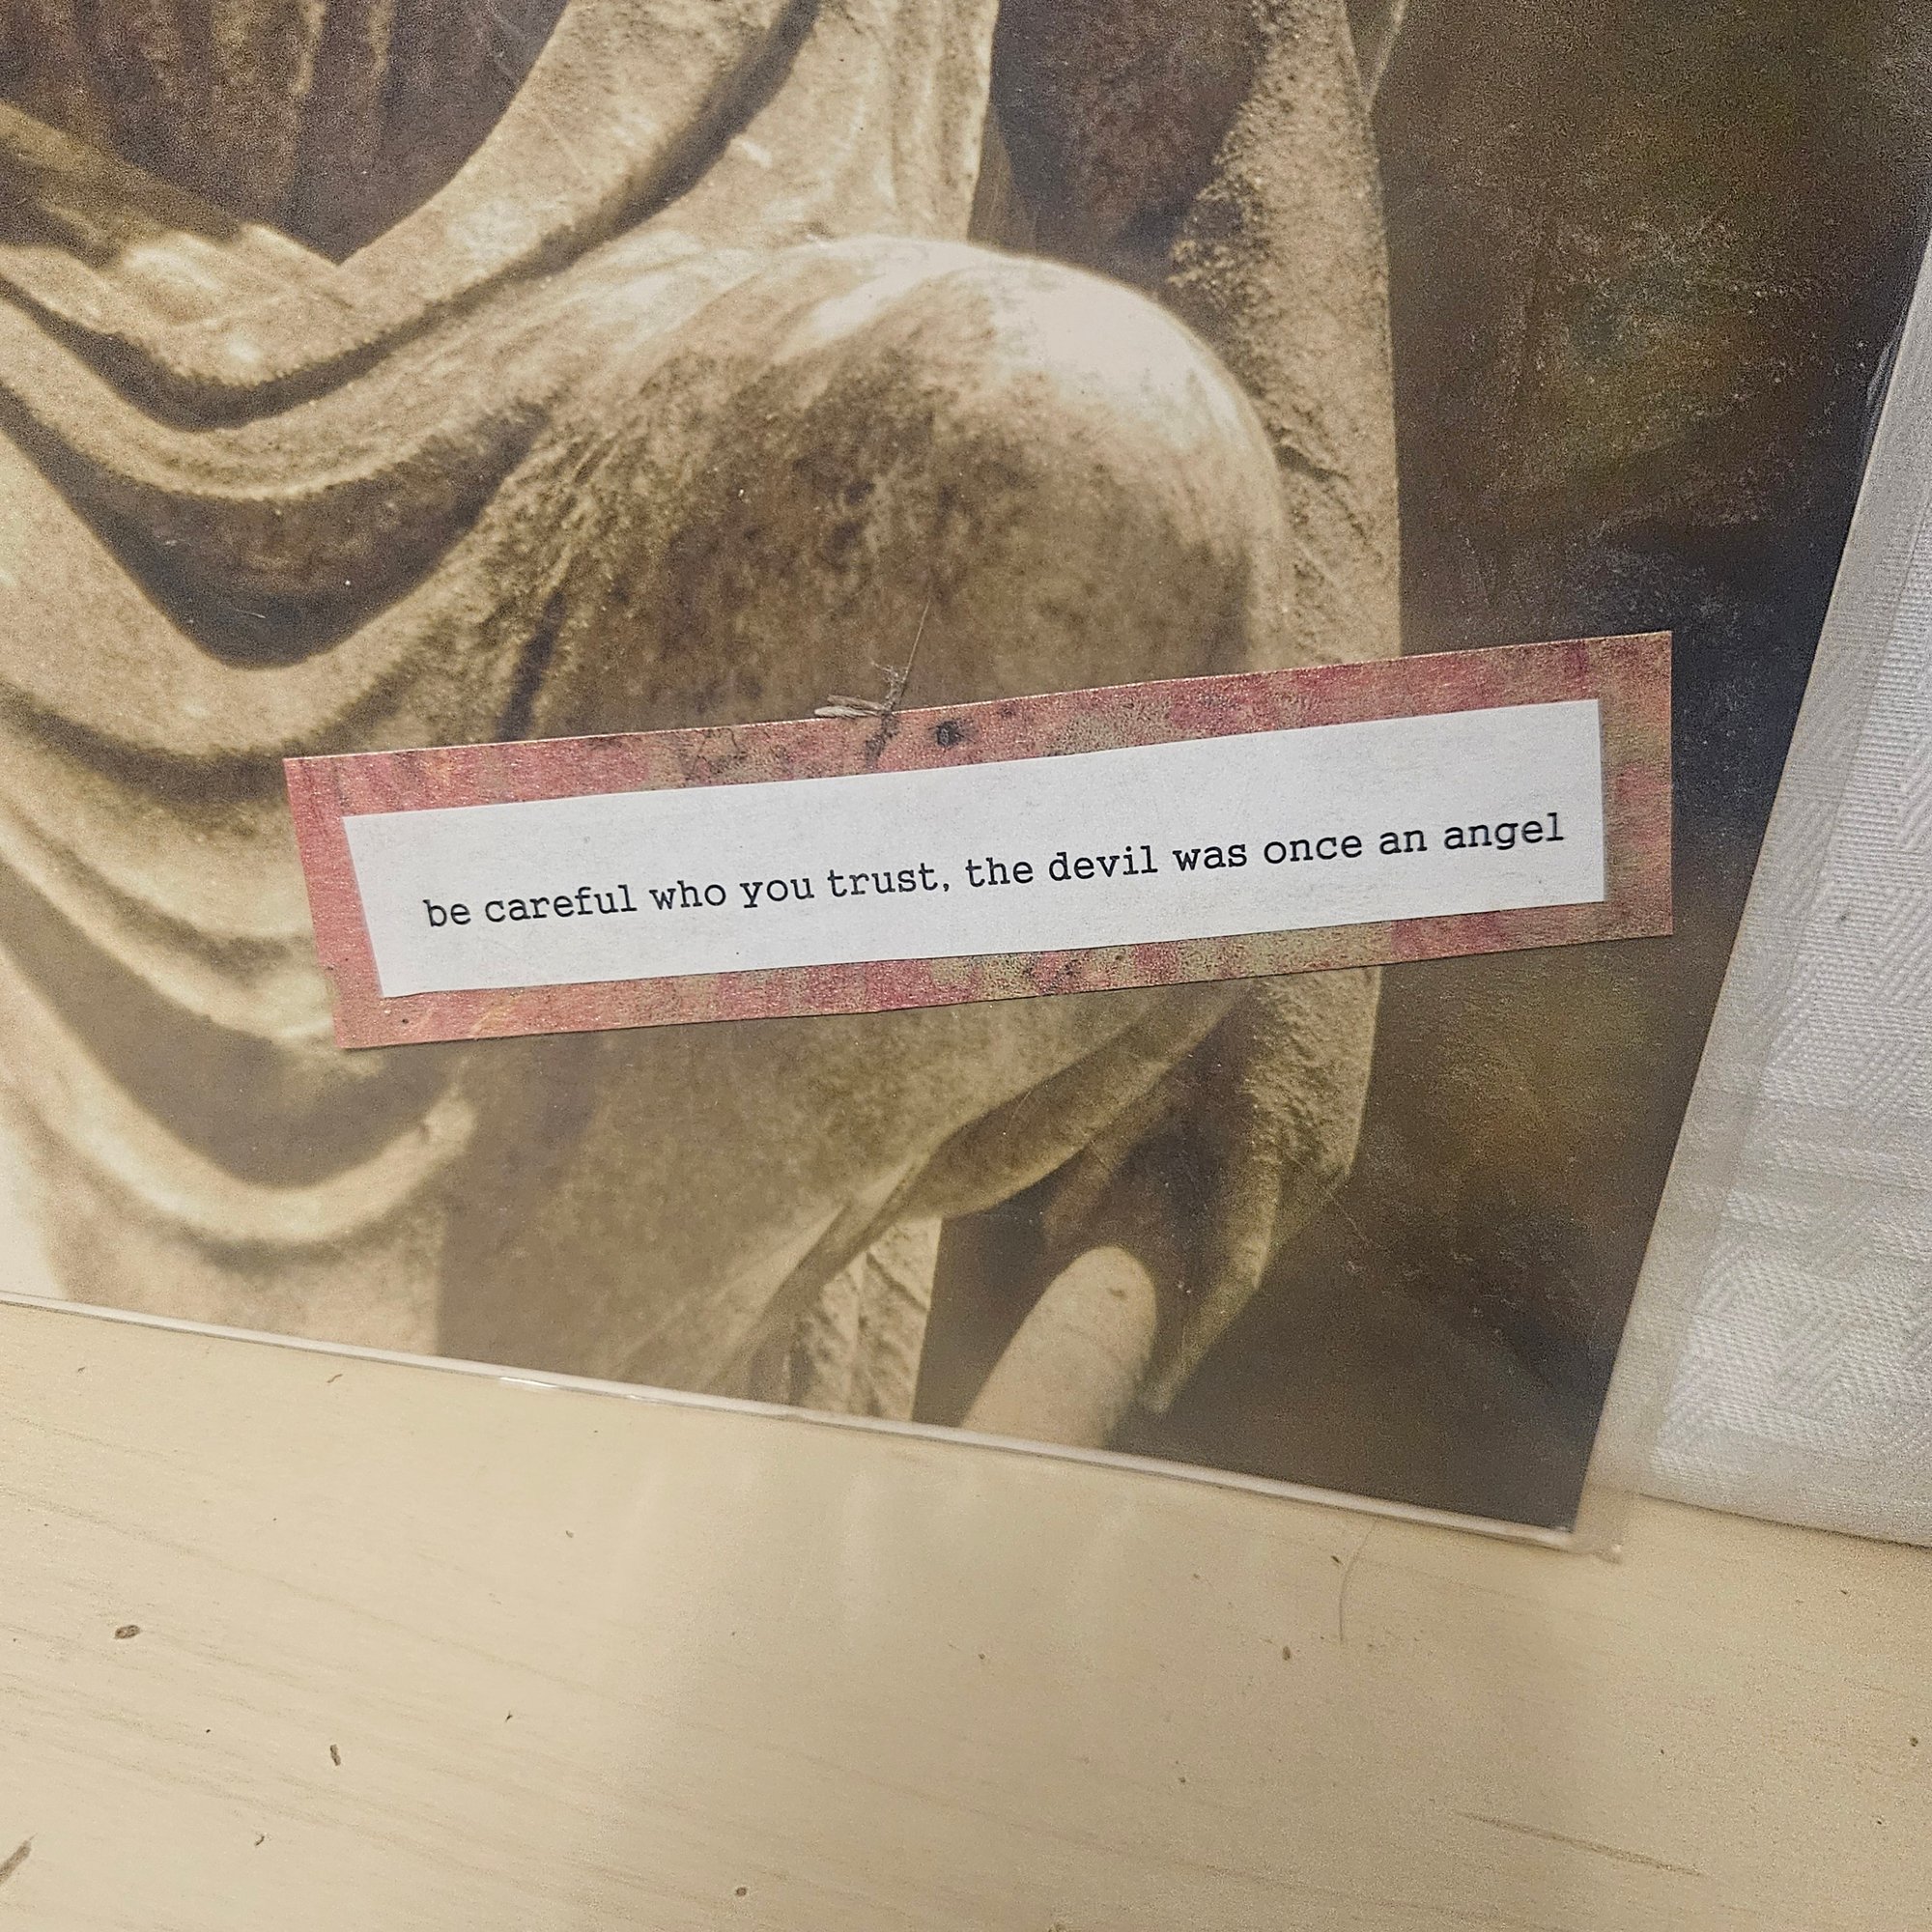 be careful who you trust, the devil was once an angel